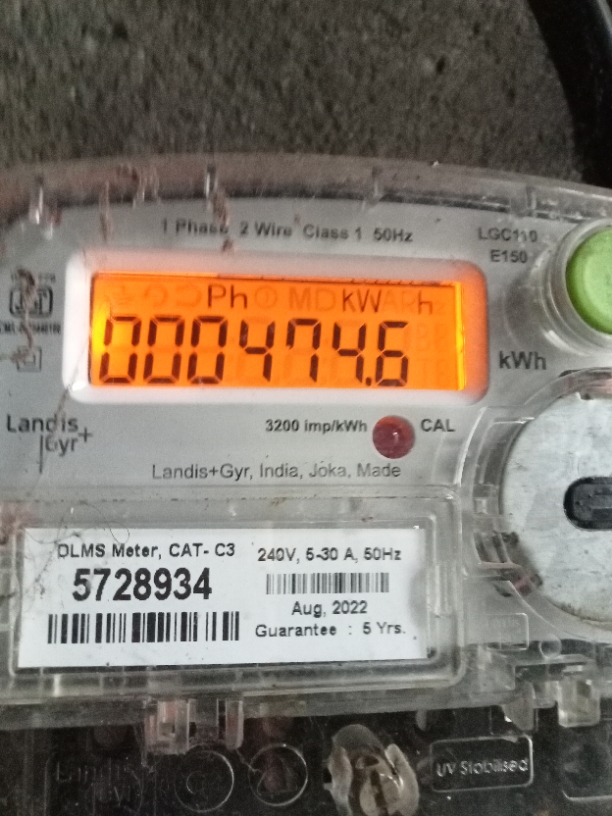 1 Phase 2 Wire Class 1 50Hz
LGC110
E150
Ph MD kW h
000474.6
kWh
Landis
Gyr+
3200 imp/kWh CAL
Landis+Gyr, India, Joka, Made
DLMS Meter, CAT- C3
5728934
240V, 5-30 A, 50Hz
Aug, 2022
Guarantee : 5 Yrs.
Landis
Gyr
UV Stabilised